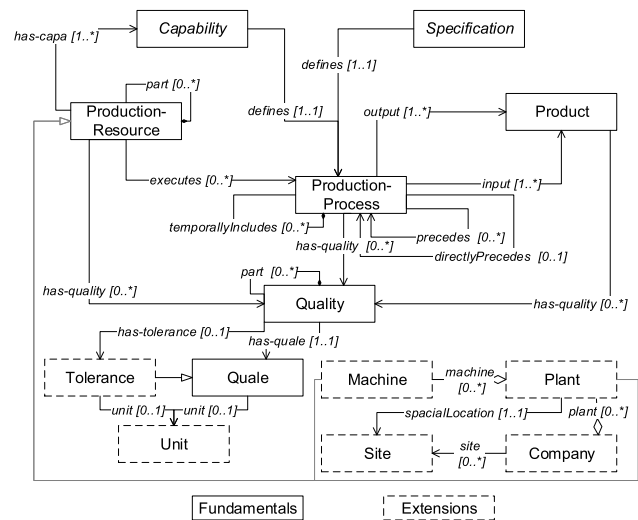 Capability
Specification
has-capa [1..*]
defines [1..1]
part [0..*]
Production-
Resource
defines [1..1]
output [1..*]
Product
executes [0..*]
Production-
Process
input [1..*]
temporallyIncludes [0..*]
has-quality [0..*]
precedes [0..*]
directlyPrecedes [0..1]
part [0..*]
has-quality [0..*]
Quality
has-quality [0..*]
has-tolerance [0..1]
has-quale [1..1]
Tolerance
Quale
Machine
machine
[0..*]
Plant
unit [0..1]
unit [0..1]
spacialLocation [1..1]
plant [0..*]
Unit
Site
site
[0..*]
Company
Fundamentals
Extensions